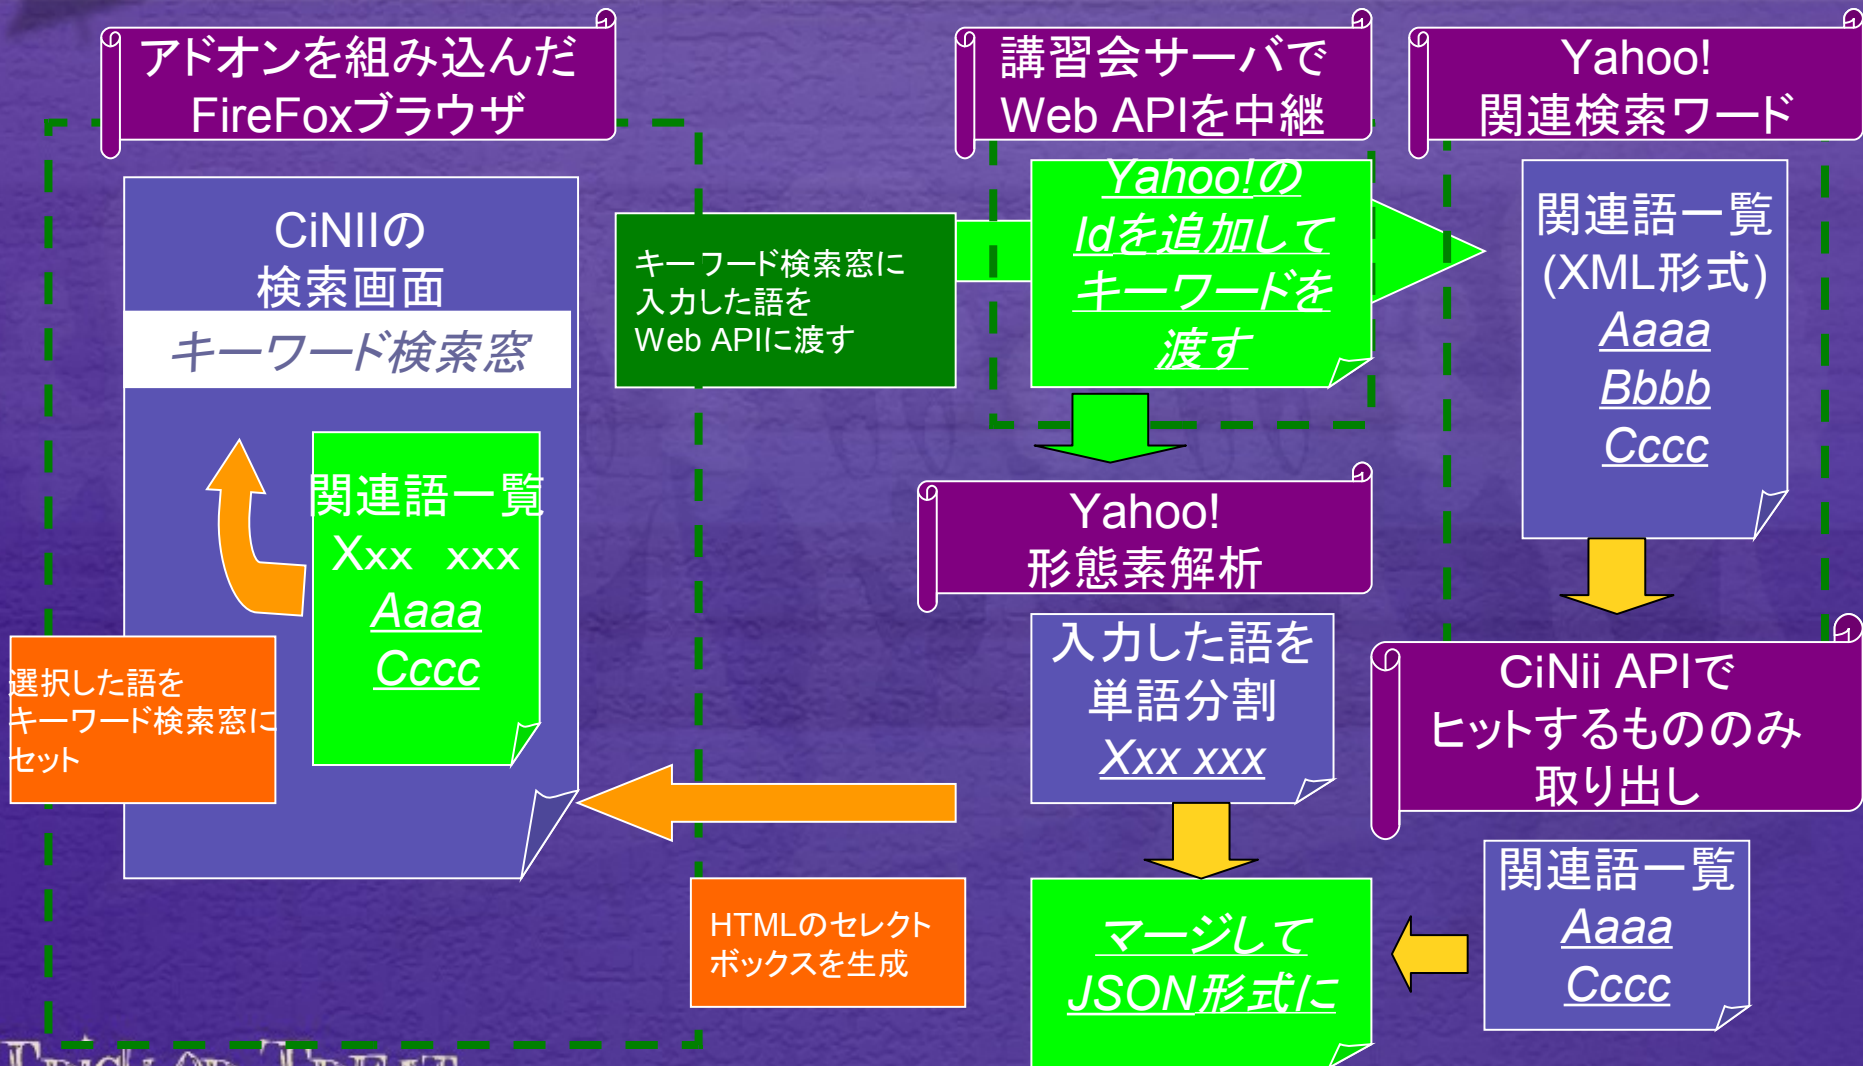 アドオンを組み込んだ
FireFoxブラウザ
講習会サーバで
Web APIを中継
Yahoo!
関連検索ワード
CiNIIの
検索画面
キーワード検索窓
キーワード検索窓に
入力した語を
Web APIに渡す
Yahoo!の
Idを追加して
キーワードを
渡す
関連語一覧
(XML形式)
Aaaa
Bbbb
Cccc
関連語一覧
Xxx xxx
Aaaa
Cccc
選択した語を
キーワード検索窓に
セット
Yahoo!
形態素解析
入力した語を
単語分割
Xxx xxx
CiNii APIで
ヒットするもののみ
取り出し
HTMLのセレクト
ボックスを生成
マージして
JSON形式に
関連語一覧
Aaaa
Cccc
TRICK OR TREAT